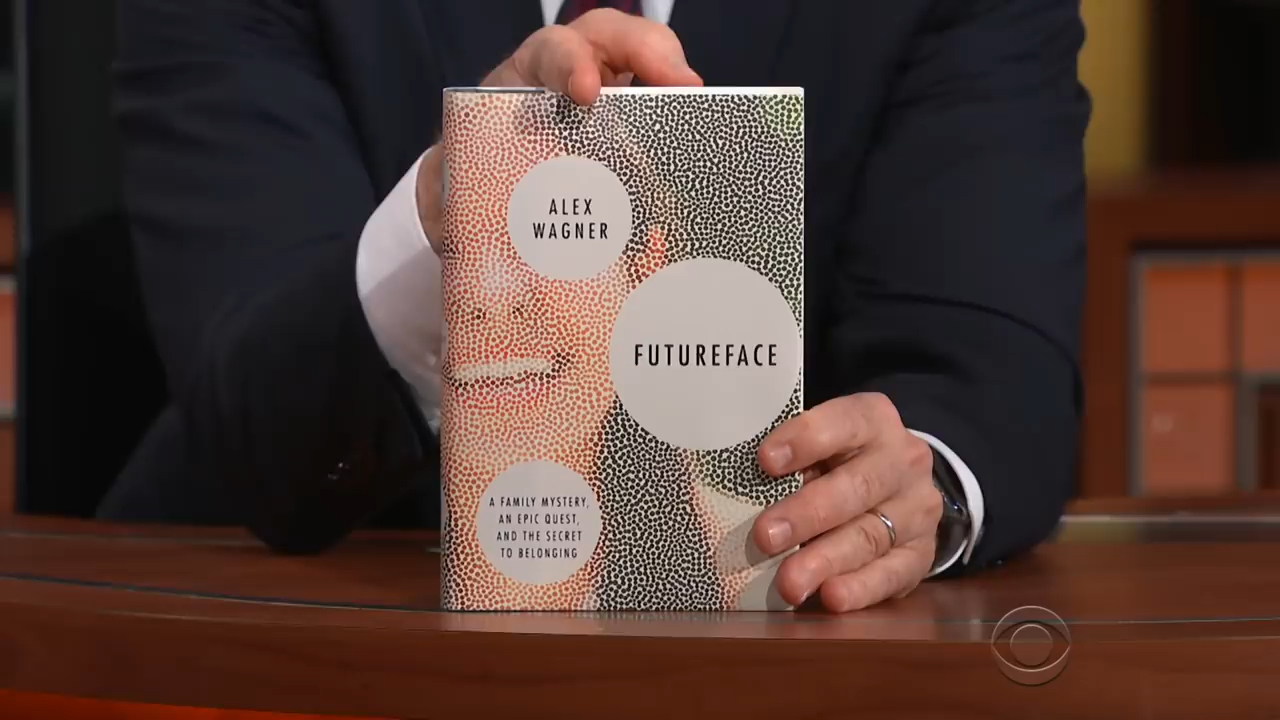 ALEX
WAGNER
FUTUREFACE
A FAMILY MYSTERY,
AN EPIC QUEST,
AND THE SECRET
TO BELONGING